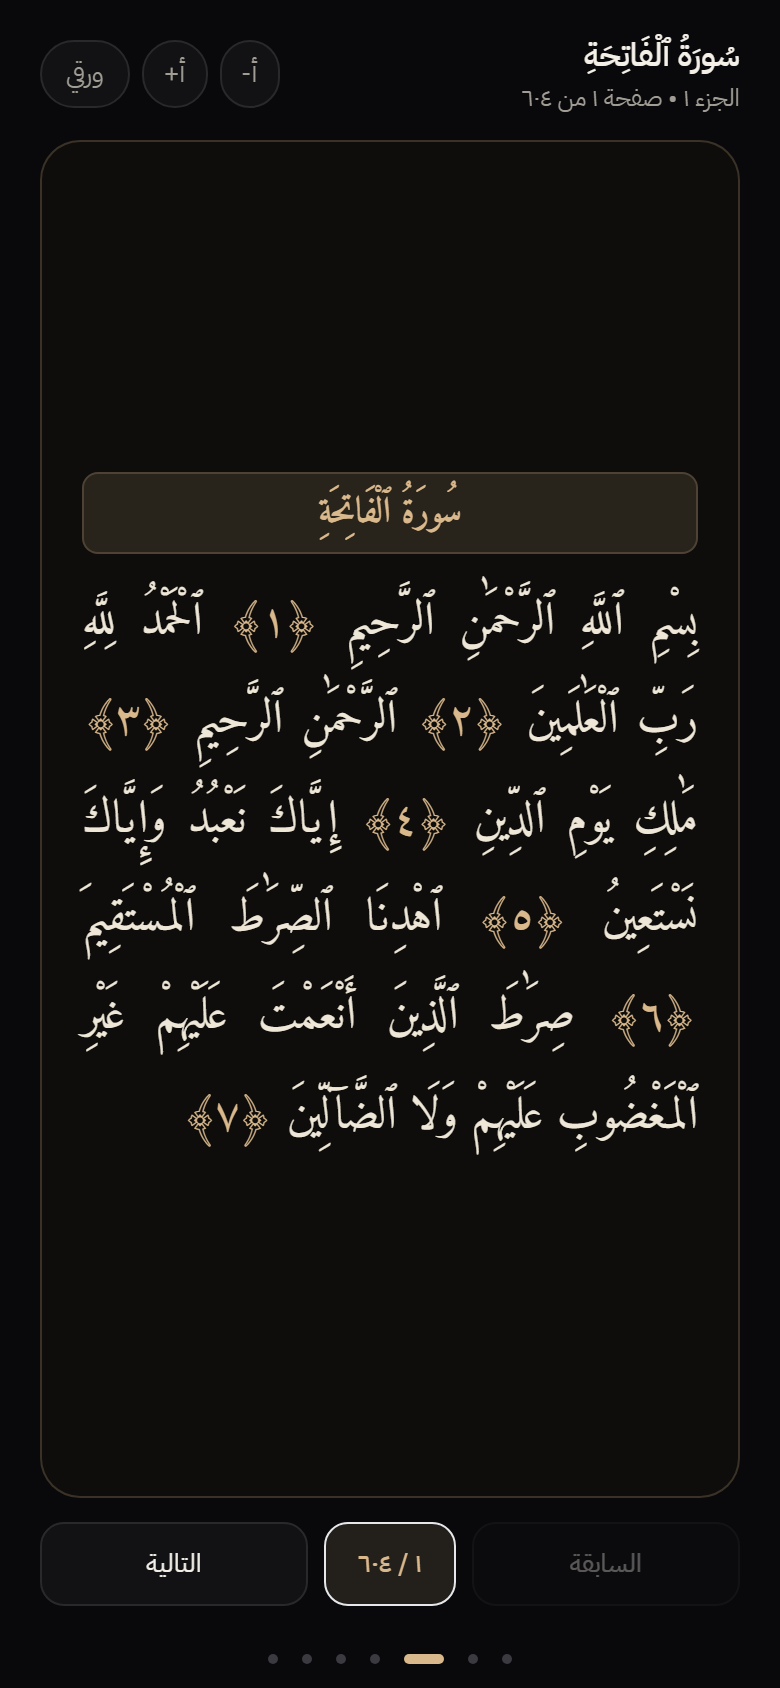 سُورَةُ ٱلْفَاتِحَةِ
الجزء ١ • صفحة ١ من ٦٠٤
أ-
أ+
ورقي
سُورَةُ ٱلْفَاتِحَةِ
بِسْمِ ٱللَّهِ ٱلرَّحْمَٰنِ ٱلرَّحِيمِ ﴿١﴾ ٱلْحَمْدُ لِلَّهِ
رَبِّ ٱلْعَٰلَمِينَ ﴿٢﴾ ٱلرَّحْمَٰنِ ٱلرَّحِيمِ ﴿٣﴾
مَٰلِكِ يَوْمِ ٱلدِّينِ ﴿٤﴾ إِيَّاكَ نَعْبُدُ وَإِيَّاكَ
نَسْتَعِينُ ﴿٥﴾ ٱهْدِنَا ٱلصِّرَٰطَ ٱلْمُسْتَقِيمَ
﴿٦﴾ صِرَٰطَ ٱلَّذِينَ أَنْعَمْتَ عَلَيْهِمْ غَيْرِ
ٱلْمَغْضُوبِ عَلَيْهِمْ وَلَا ٱلضَّآلِّينَ ﴿٧﴾
السابقة
١ / ٦٠٤
التالية